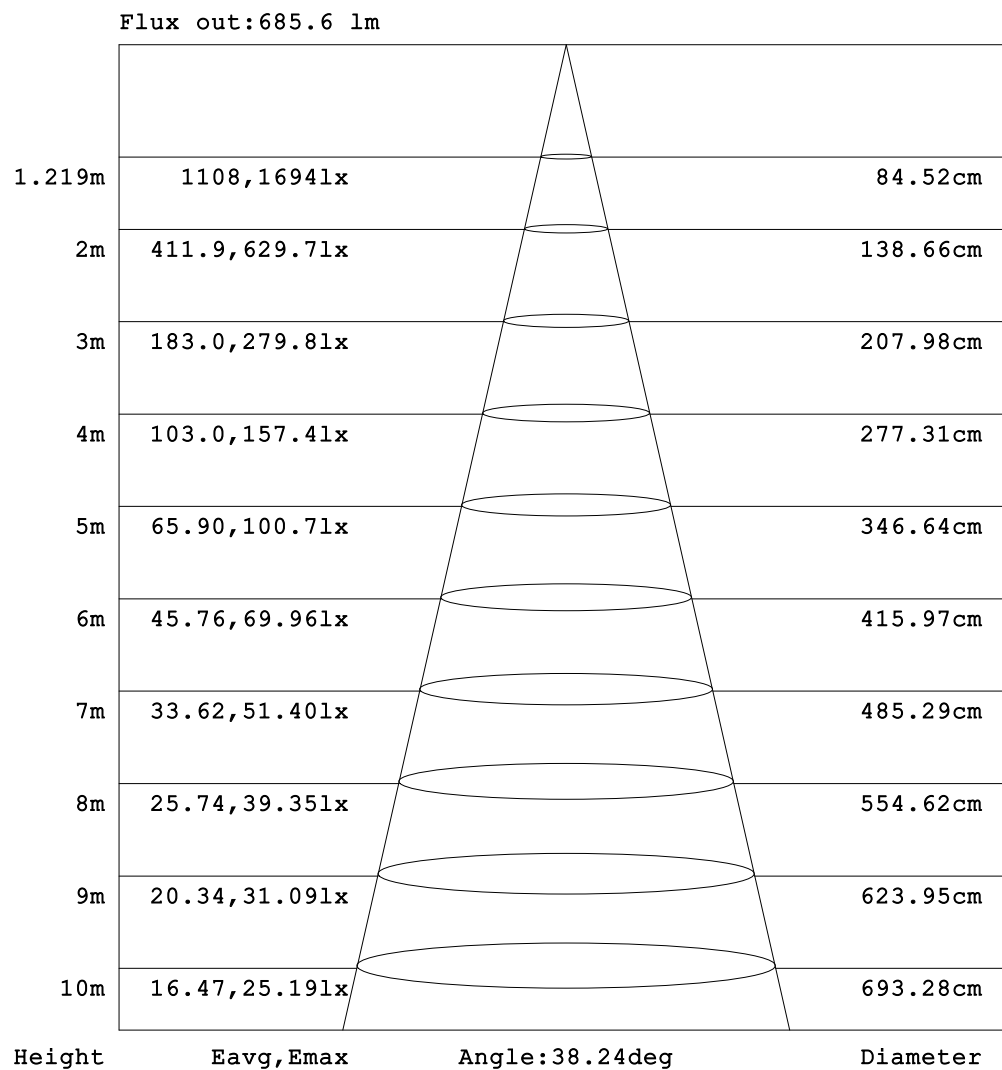 Flux out:685.6 lm
1.219m 1108,1694lx 84.52cm
2m 411.9,629.7lx 138.66cm
3m 183.0,279.8lx 207.98cm
4m 103.0,157.4lx 277.31cm
5m 65.90,100.7lx 346.64cm
6m 45.76,69.96lx 415.97cm
7m 33.62,51.40lx 485.29cm
8m 25.74,39.35lx 554.62cm
9m 20.34,31.09lx 623.95cm
10m 16.47,25.19lx 693.28cm
Height Eavg,Emax Angle:38.24deg Diameter